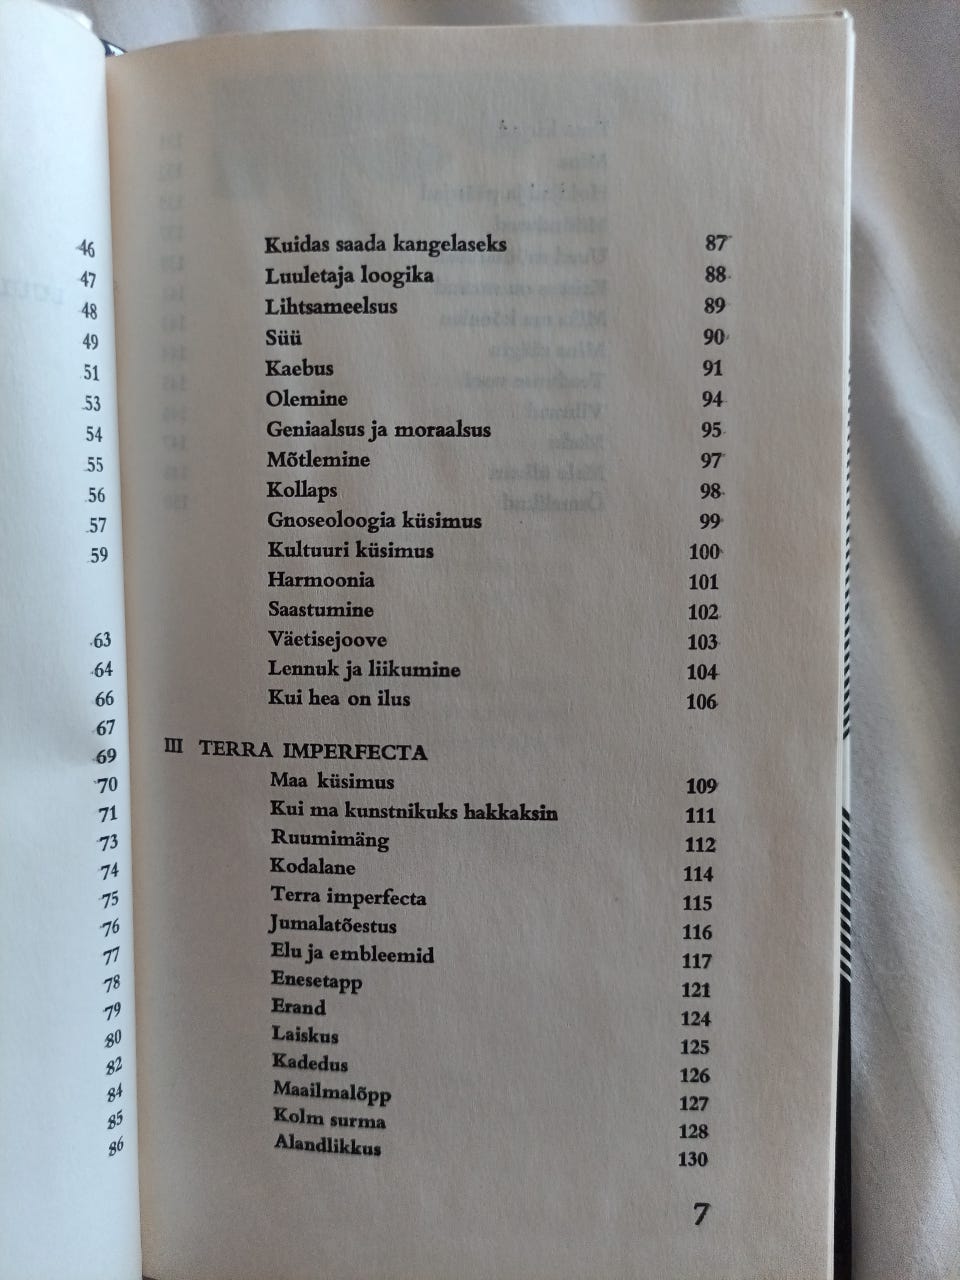 46
47
48
49
51
53
54
55
56
57
59
63
64
66
67
69
70
71
73
74
75
76
77
78
79
80
82
84
85
86
Kuidas saada kangelaseks 87
Luuletaja loogika 88
Lihtsameelsus 89
Süü 90
Kaebus 91
Olemine 94
Geniaalsus ja moraalsus 95
Mõtlemine 97
Kollaps 98
Gnoseoloogia küsimus 99
Kultuuri küsimus 100
Harmoonia 101
Saastumine 102
Väetisejoove 103
Lennuk ja liikumine 104
Kui hea on ilus 106
III TERRA IMPERFECTA
Maa küsimus 109
Kui ma kunstnikuks hakkaksin 111
Ruumimäng 112
Kodalane 114
Terra imperfecta 115
Jumalatõestus 116
Elu ja embleemid 117
Enesetapp 121
Erand 124
Laiskus 125
Kadedus 126
Maailmalõpp 127
Kolm surma 128
Alandlikkus 130
7